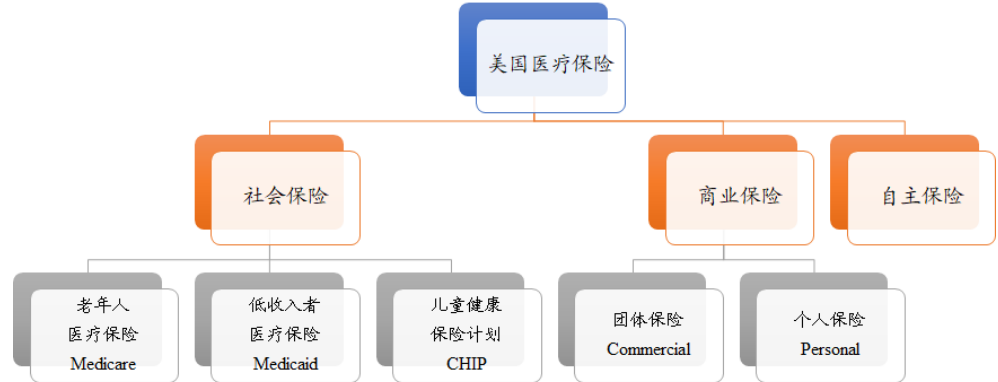 美国医疗保险
社会保险
商业保险
自主保险
老年人
医疗保险
Medicare
低收入者
医疗保险
Medicaid
儿童健康
保险计划
CHIP
团体保险
Commercial
个人保险
Personal